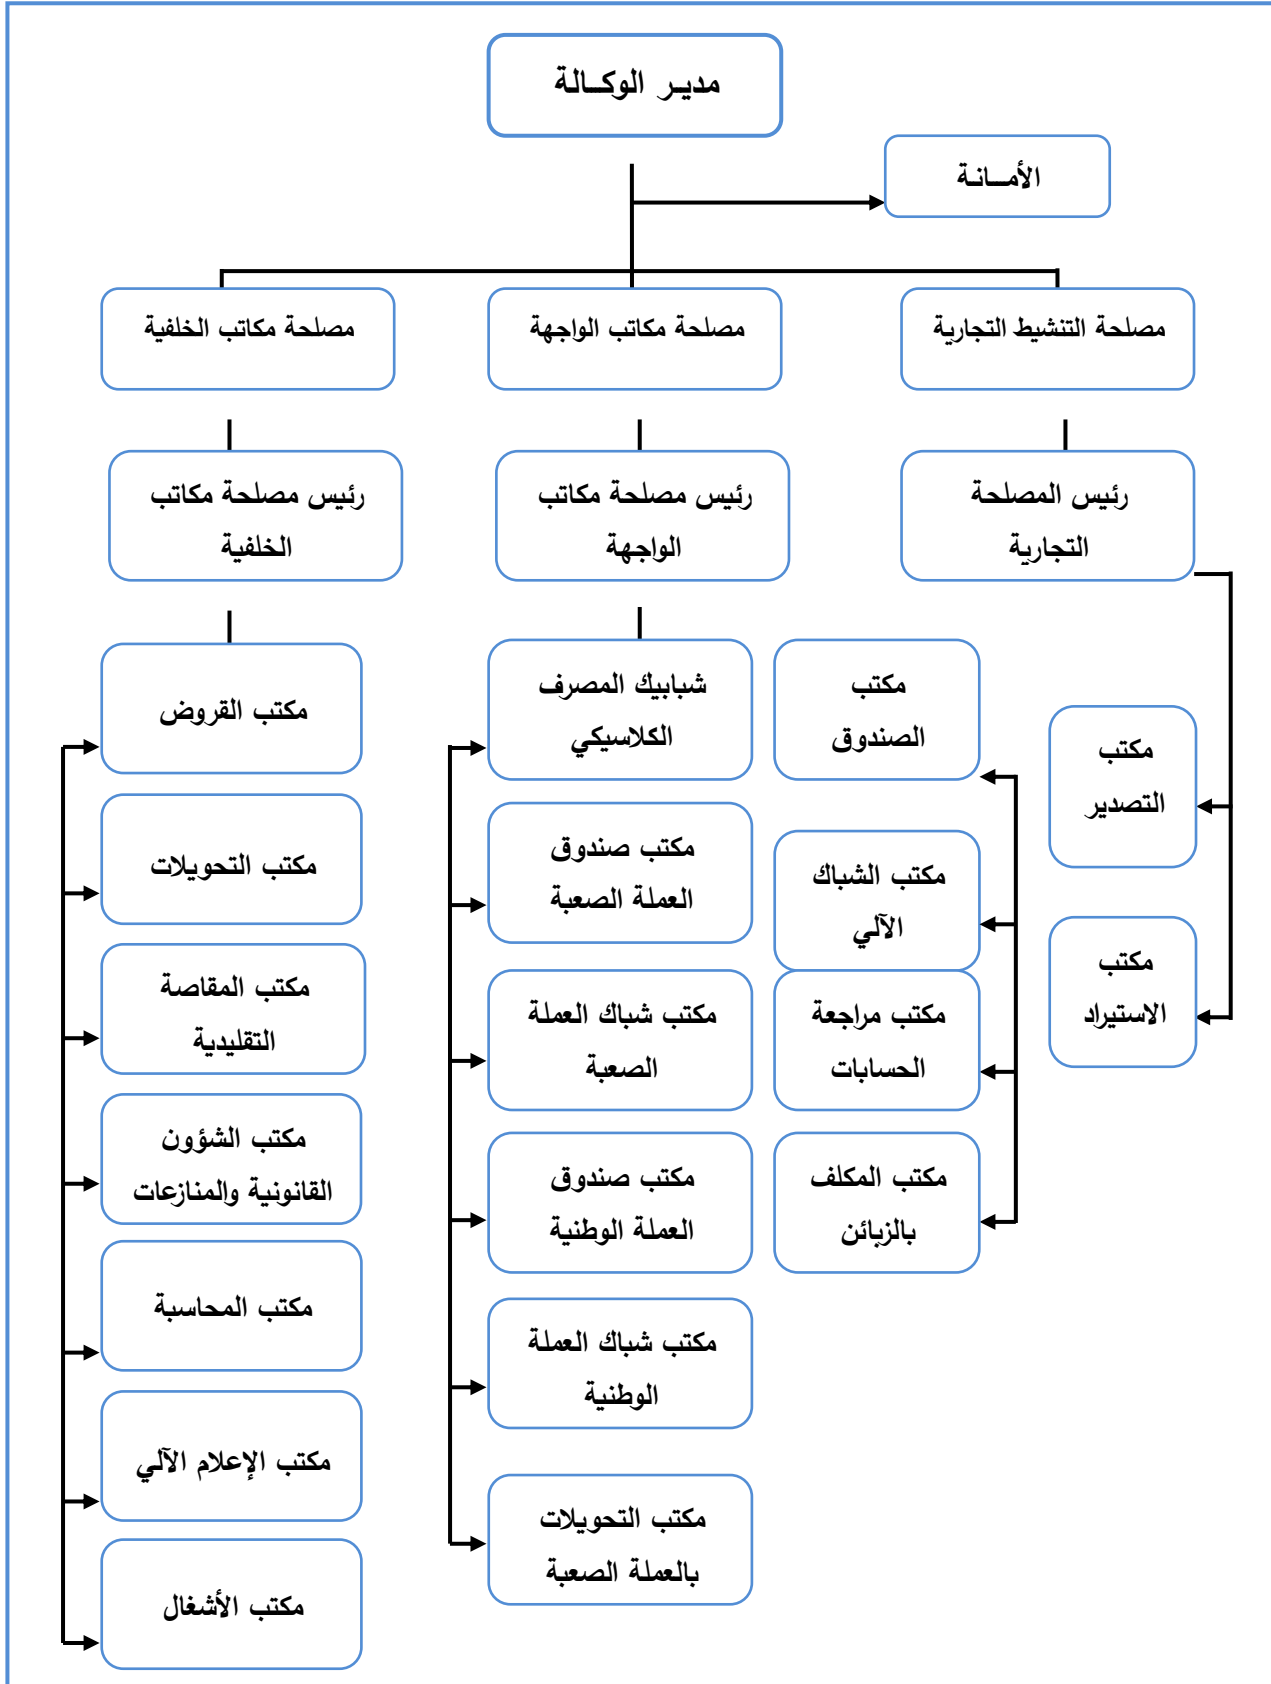 مديـر الوكــالة
الأمــانـة
مصلحة التنشيط التجارية
مصلحة مكاتب الواجهة
مصلحة مكاتب الخلفية
رئيس المصلحة
التجارية
رئيس مصلحة مكاتب
الواجهة
رئيس مصلحة مكاتب
الخلفية
مكتب
التصدير
مكتب
الاستيراد
مكتب
الصندوق
مكتب الشباك
الآلي
مكتب مراجعة
الحسابات
مكتب المكلف
بالزبائن
شبابيك المصرف
الكلاسيكي
مكتب صندوق
العملة الصعبة
مكتب شباك العملة
الصعبة
مكتب صندوق
العملة الوطنية
مكتب شباك العملة
الوطنية
مكتب التحويلات
بالعملة الصعبة
مكتب القروض
مكتب التحويلات
مكتب المقاصة
التقليدية
مكتب الشؤون
القانونية والمنازعات
مكتب المحاسبة
مكتب الإعلام الآلي
مكتب الأشغال